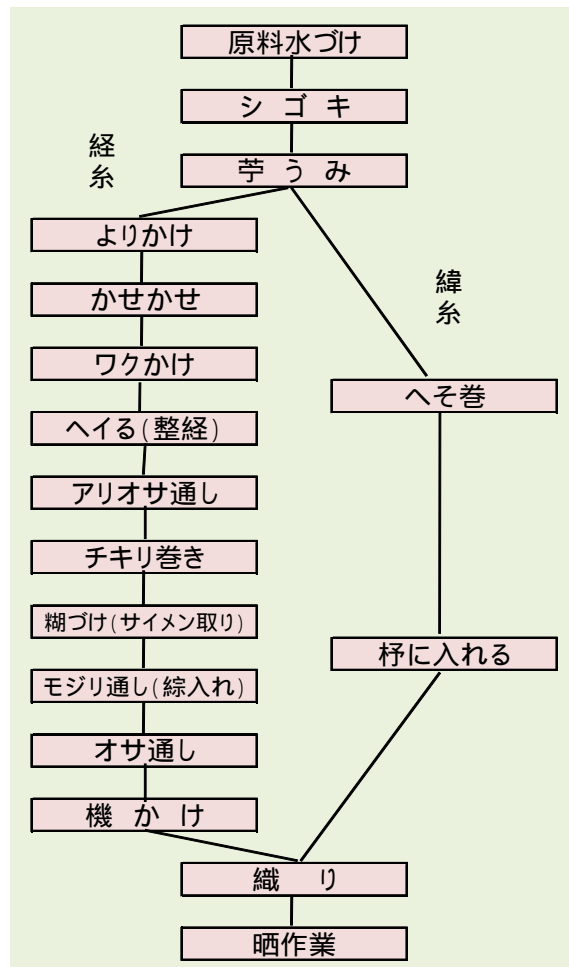 原料水づけ
シゴキ
苧うみ
経糸
よりかけ
かせかせ
ワクかけ
ヘイる(整経)
アリオサ通し
チキリ巻き
糊づけ(サイメン取り)
モジリ通し(綜入れ)
オサ通し
機かけ
緯糸
へそ巻
杼に入れる
織り
晒作業